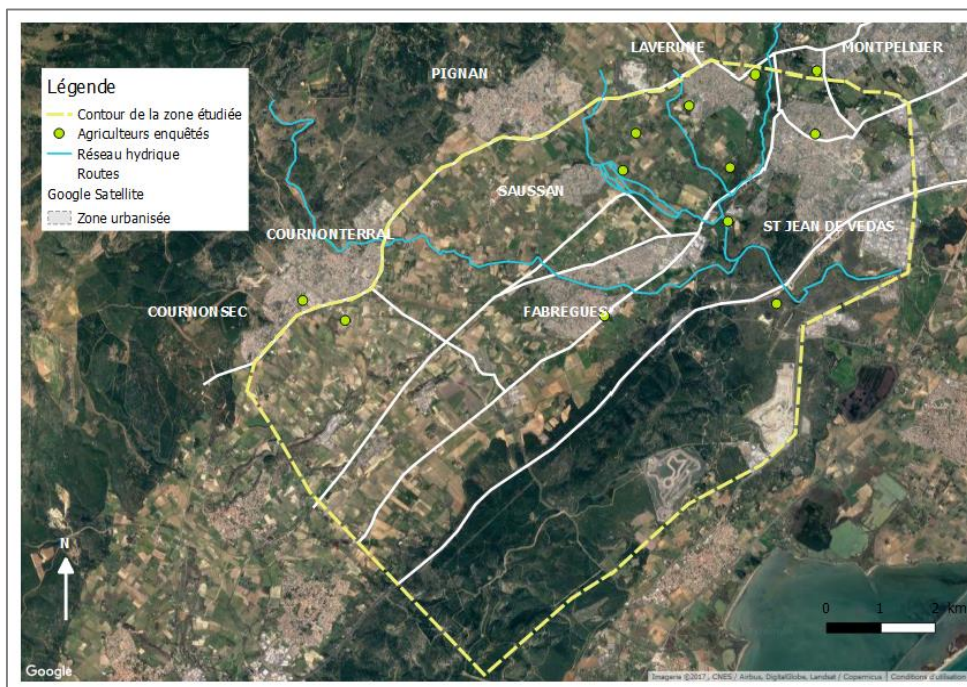 LAVERUNE
MONTPELLIER
PIGNAN
Légende
Contour de la zone étudiée
Agriculteurs enquêtés
Réseau hydrique
Routes
Google Satellite
Zone urbanisée
SAUSSAN
COURNONTERRAL
ST JEAN DE VEDAS
COURNONSEC
FABREGUES
N
0 1 2 km
Google
Imagerie ©2017 , CNES / Airbus, DigitalGlobe, Landsat / Copernicus Conditions d'utilisation